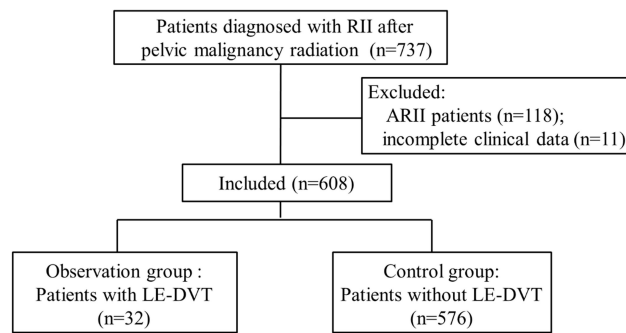 Patients diagnosed with RII after
pelvic malignancy radiation (n=737)
Excluded:
ARII patients (n=118);
incomplete clinical data (n=11)
Included (n=608)
Observation group :
Patients with LE-DVT
(n=32)
Control group:
Patients without LE-DVT
(n=576)